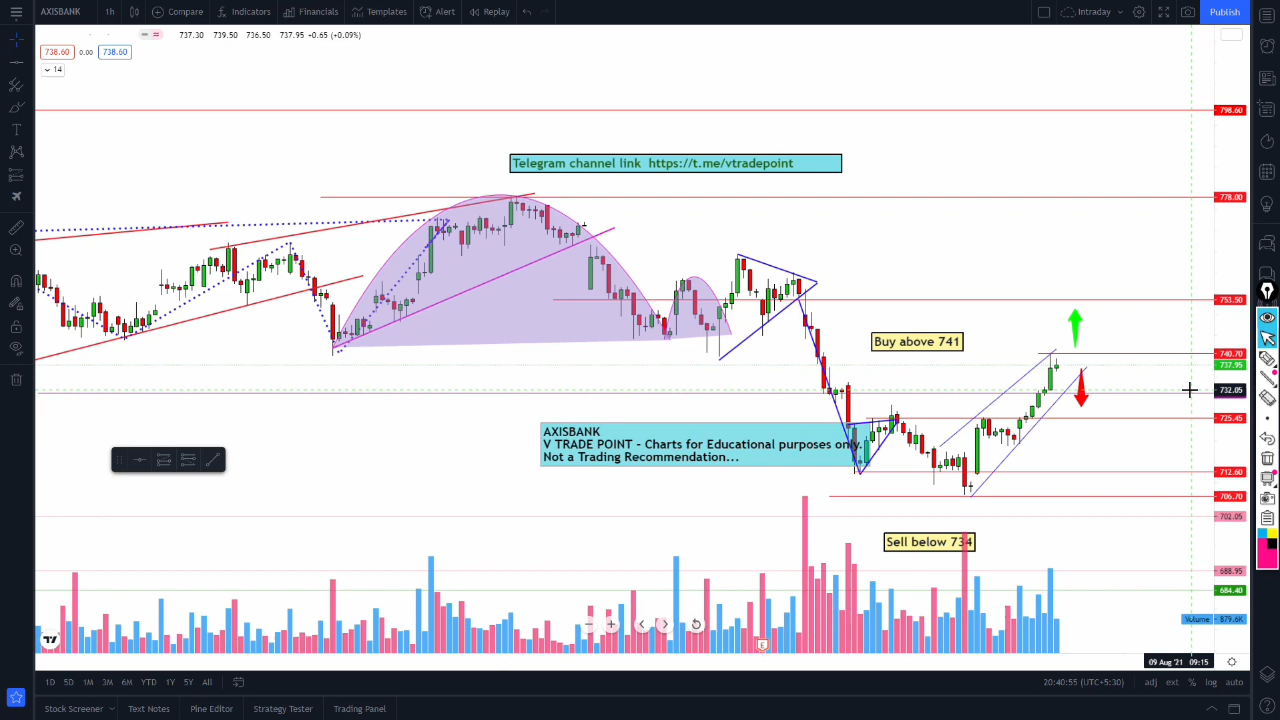 AXISBANK 1h Compare Indicators Financials Templates Alert Replay Intraday Publish
737.30 739.50 736.50 737.95 +0.65 (+0.09%)
738.60 0.00 738.60
14
798.60
Telegram channel link https://t.me/vtradepoint
778.00
753.50
Buy above 741
740.70
737.95
732.05
725.45
AXISBANK
V TRADE POINT - Charts for Educational purposes only.
Not a Trading Recommendation...
712.60
706.70
702.05
Sell below 734
688.95
684.40
Volume 879.6K
E
09 Aug '21 09:15
1D 5D 1M 3M 6M YTD 1Y 5Y All 20:40:55 (UTC+5:30) adj ext % log auto
Stock Screener Text Notes Pine Editor Strategy Tester Trading Panel